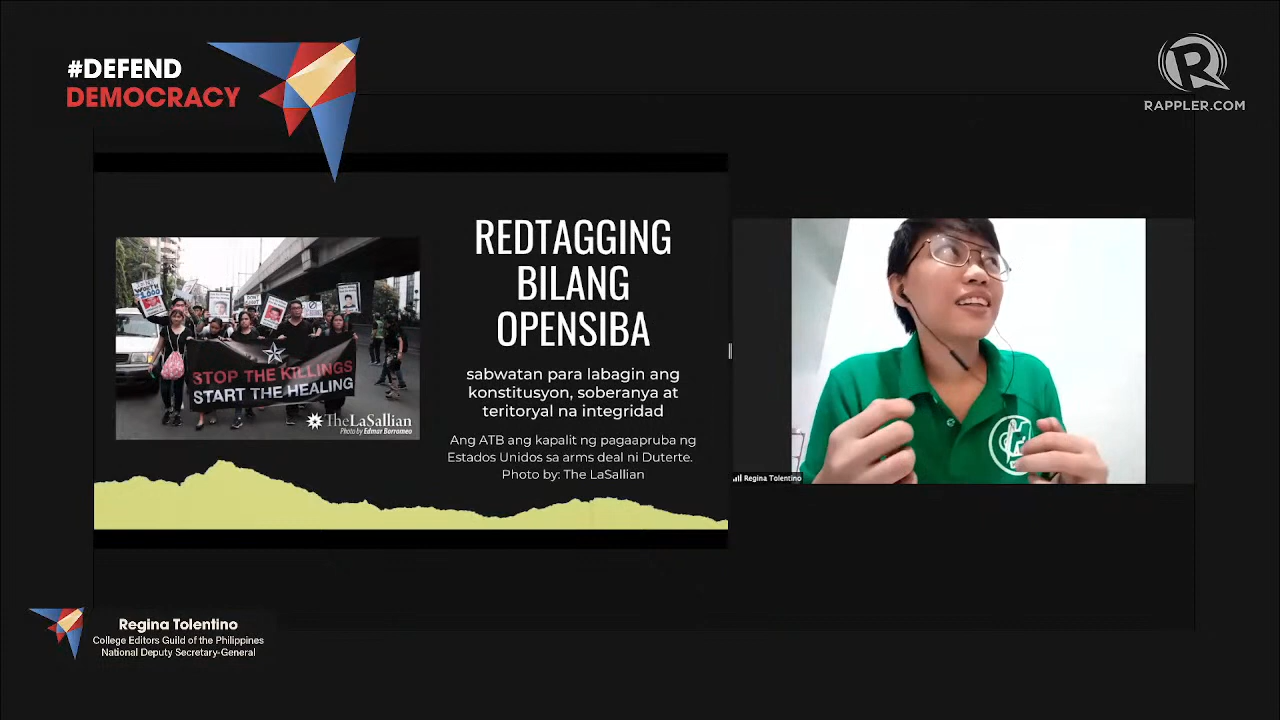 #DEFEND
DEMOCRACY
RAPPLER.COM
REDTAGGING
BILANG
OPENSIBA
sabwatan para labagin ang
konstitusyon, soberanya at
teritoryal na integridad
Ang ATB ang kapalit ng pagaapruba ng
Estados Unidos sa arms deal ni Duterte.
Photo by: The LaSallian
STOP THE KILLINGS
START THE HEALING
TheLaSallian
Photo by Edmar Borromeo
Regina Tolentino
Regina Tolentino
College Editors Guild of the Philippines
National Deputy Secretary-General